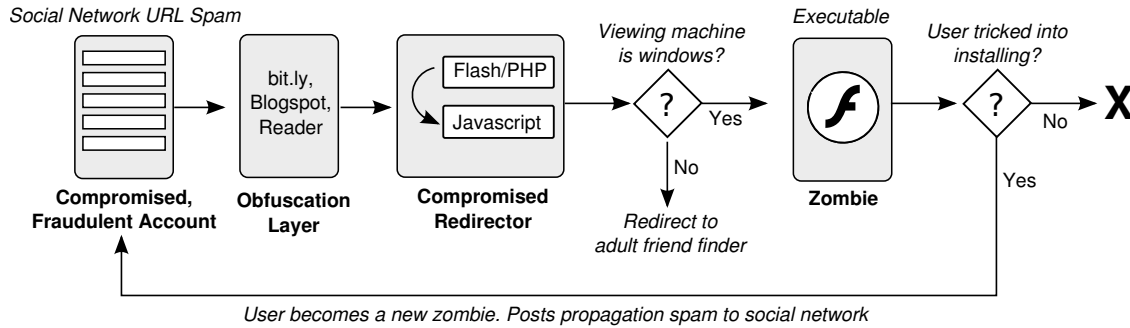 Social Network URL Spam
bit.ly,
Blogspot,
Reader
Compromised,
Fraudulent Account
Obfuscation
Layer
Flash/PHP
Javascript
Compromised
Redirector
Viewing machine
is windows?
?
Yes
No
Redirect to
adult friend finder
Executable
f
Zombie
User tricked into
installing?
?
No
X
Yes
User becomes a new zombie. Posts propagation spam to social network